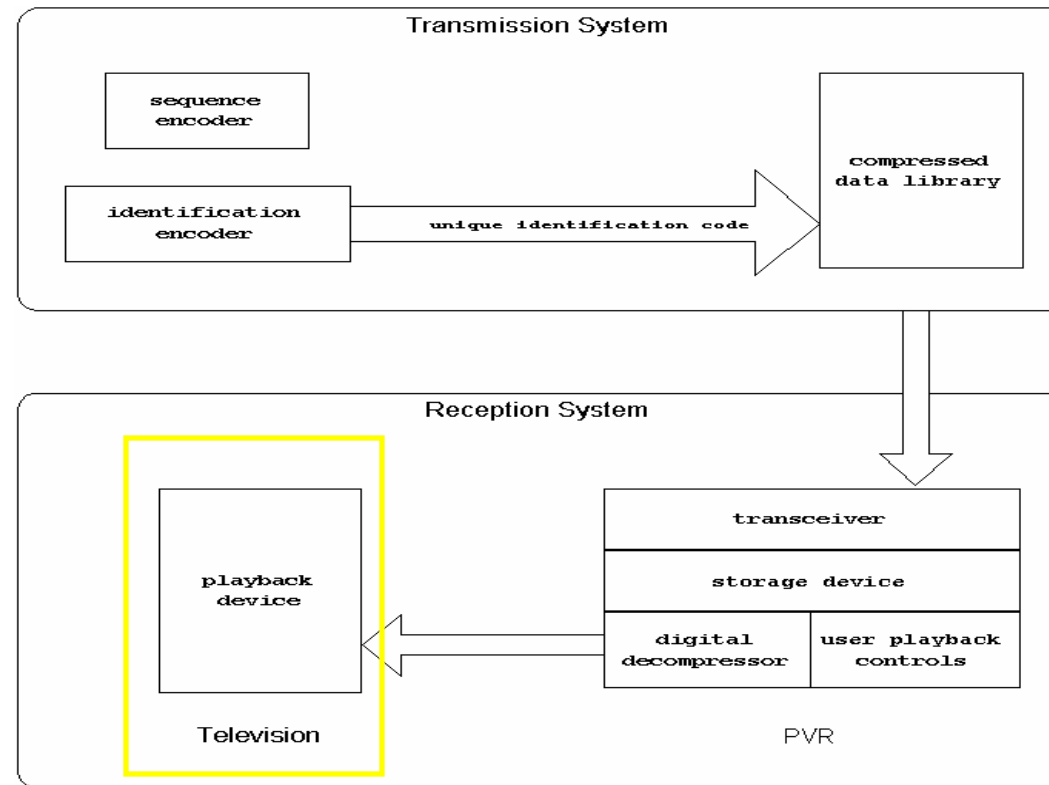 Transmission System
sequence
encoder
identification
encoder
unique identification code
compressed
data library
Reception System
playback
device
Television
transceiver
storage device
digital
decompressor
user playback
controls
PVR